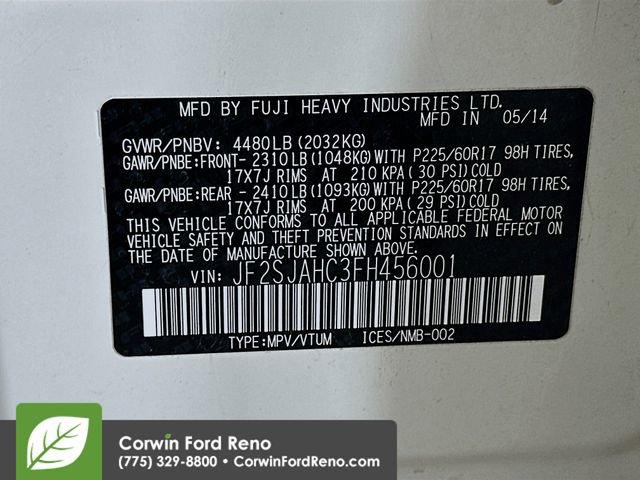 MFD BY FUJI HEAVY INDUSTRIES LTD.
MFD IN 05/14
GVWR/PNBV: 4480LB(2032KG)
GAWR/PNBE:FRONT- 2310LB(1048KG)WITH P225/60R17 98H TIRES,
17X7J RIMS AT 210 KPA( 30 PSI)COLD
GAWR/PNBE:REAR - 2410LB(1093KG)WITH P225/60R17 98H TIRES,
17X7J RIMS AT 200 KPA( 29 PSI)COLD
THIS VEHICLE CONFORMS TO ALL APPLICABLE FEDERAL MOTOR
VEHICLE SAFETY AND THEFT PREVENTION STANDARDS IN EFFECT ON
THE DATE OF MANUFACTURE SHOWN ABOVE.
VIN: JF2SJAHC3FH456001
TYPE:MPV/VTUM ICES/NMB-002
Corwin Ford Reno
(775) 329-8800 • CorwinFordReno.com